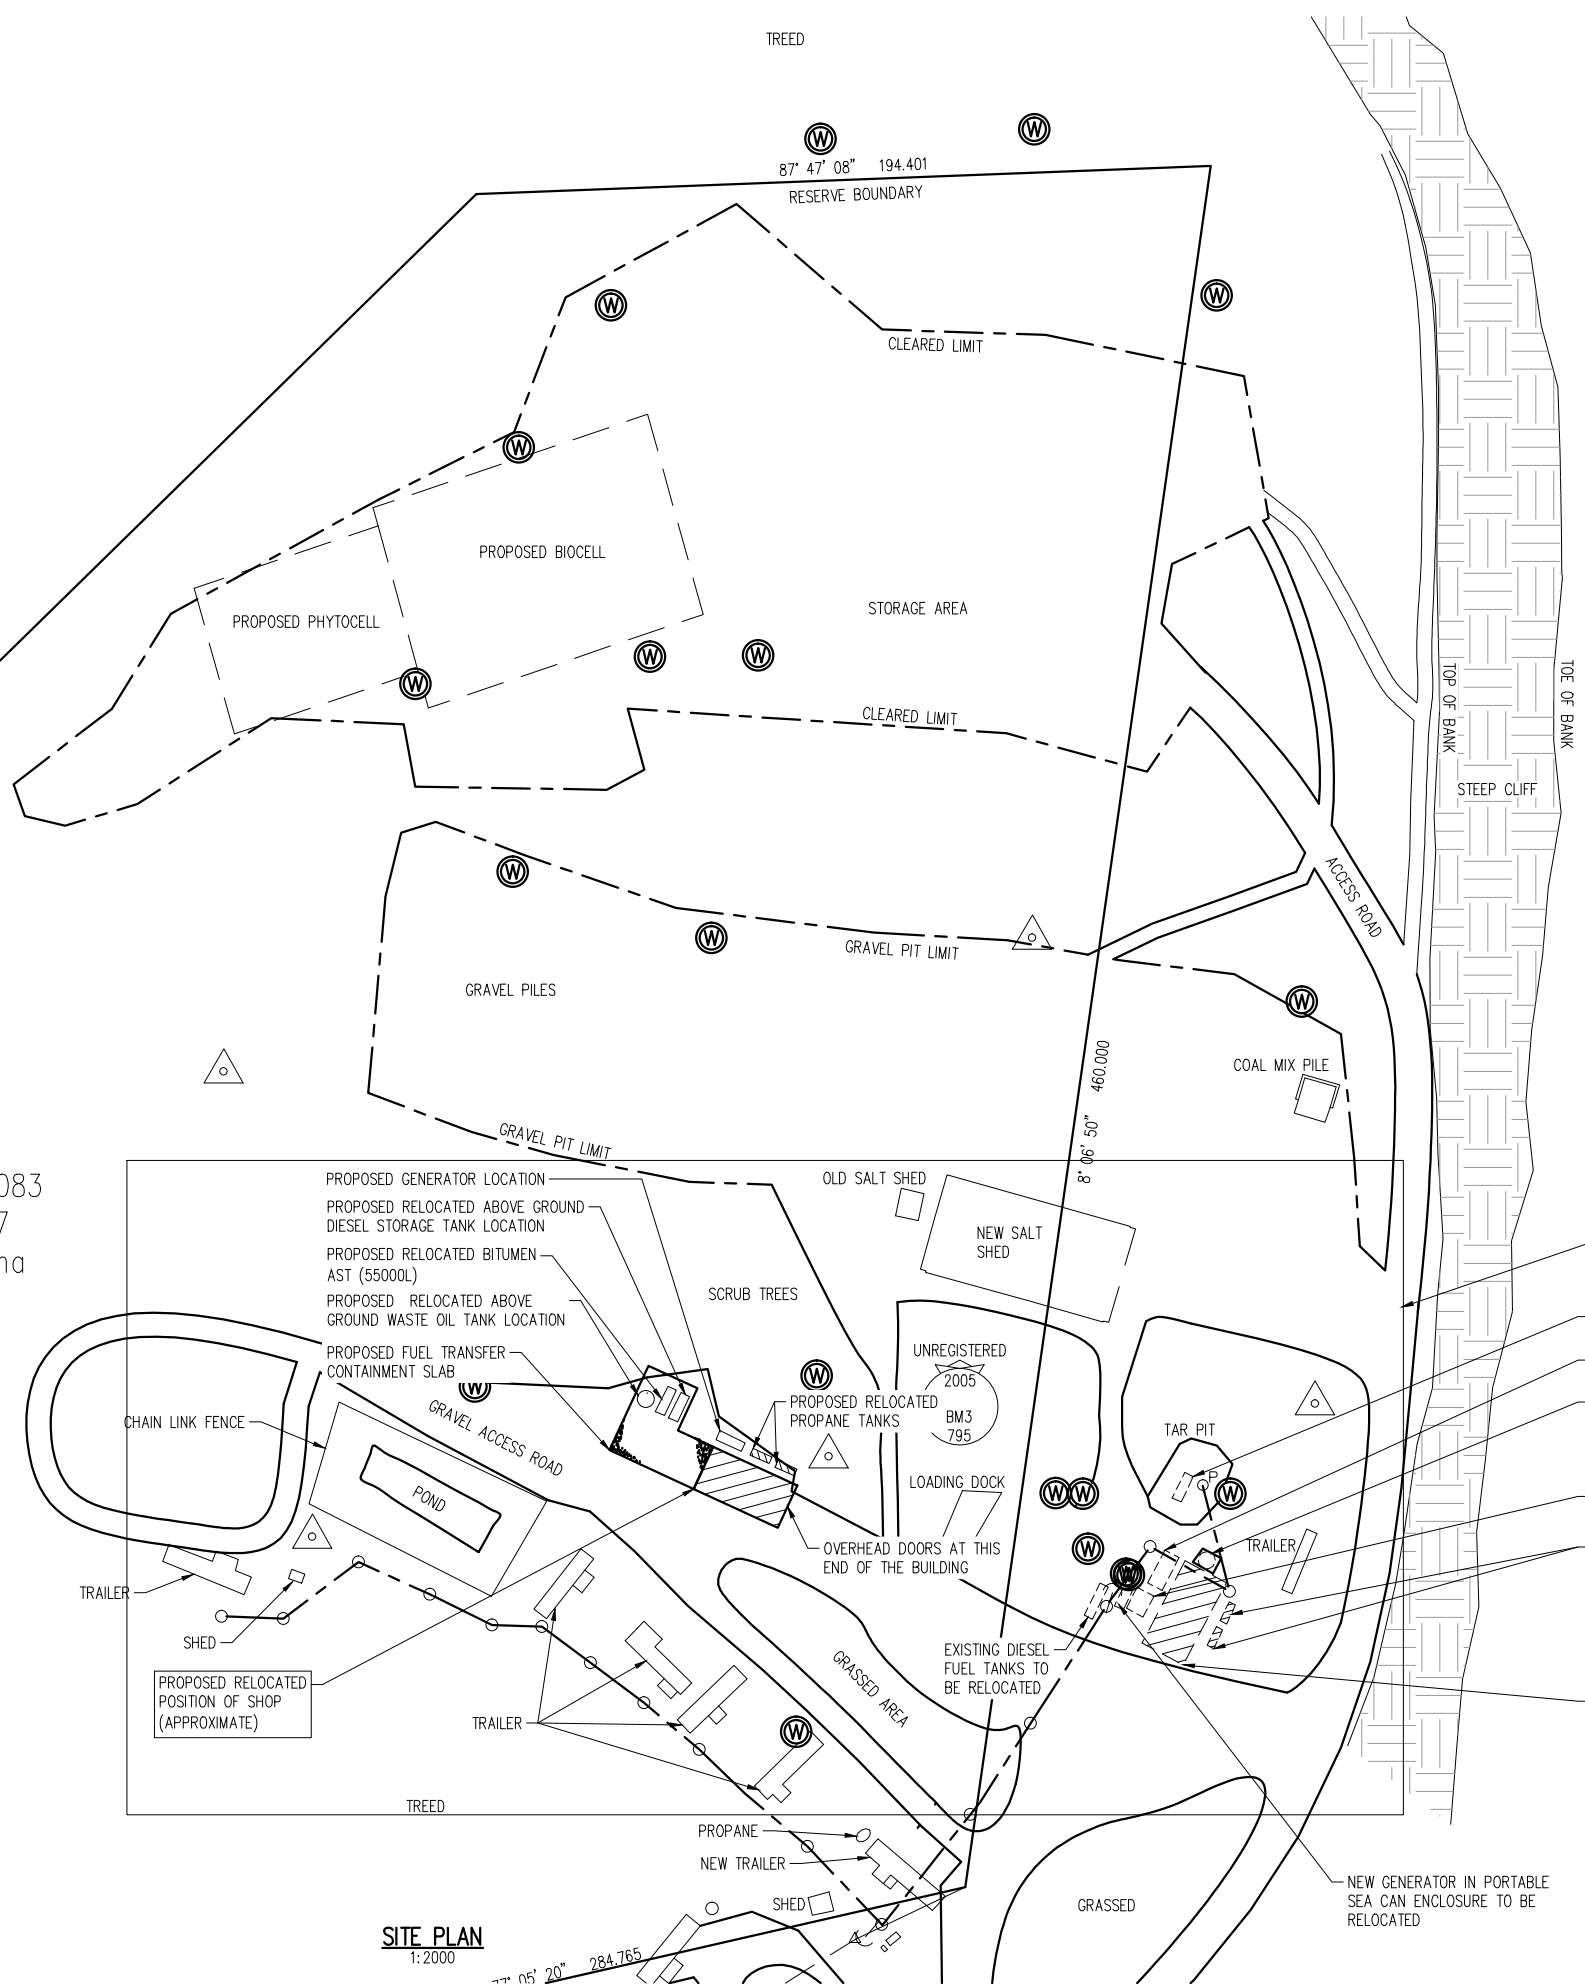 TREED
W
W
87° 47' 08" 194.401
RESERVE BOUNDARY
W
W
CLEARED LIMIT
W
PROPOSED BIOCELL
STORAGE AREA
PROPOSED PHYTOCELL
W
W
W
CLEARED LIMIT
TOP OF BANK
TOE OF BANK
STEEP CLIFF
W
W
ACCESS ROAD
GRAVEL PIT LIMIT
GRAVEL PILES
W
COAL MIX PILE
8° 06' 50" 460.000
GRAVEL PIT LIMIT
083
7
na
PROPOSED GENERATOR LOCATION
PROPOSED RELOCATED ABOVE GROUND
DIESEL STORAGE TANK LOCATION
PROPOSED RELOCATED BITUMEN
AST (55000L)
PROPOSED RELOCATED ABOVE
GROUND WASTE OIL TANK LOCATION
PROPOSED FUEL TRANSFER
CONTAINMENT SLAB
OLD SALT SHED
NEW SALT
SHED
SCRUB TREES
UNREGISTERED
2005
BM3
795
W
W
PROPOSED RELOCATED
PROPANE TANKS
CHAIN LINK FENCE
GRAVEL ACCESS ROAD
POND
TAR PIT
P
LOADING DOCK
W
W
W
W
W
TRAILER
OVERHEAD DOORS AT THIS
END OF THE BUILDING
TRAILER
SHED
PROPOSED RELOCATED
POSITION OF SHOP
(APPROXIMATE)
TRAILER
W
GRASSED AREA
EXISTING DIESEL
FUEL TANKS TO
BE RELOCATED
TREED
PROPANE
NEW TRAILER
SHED
GRASSED
NEW GENERATOR IN PORTABLE
SEA CAN ENCLOSURE TO BE
RELOCATED
SITE PLAN
1:2000
77° 05' 20" 284.765